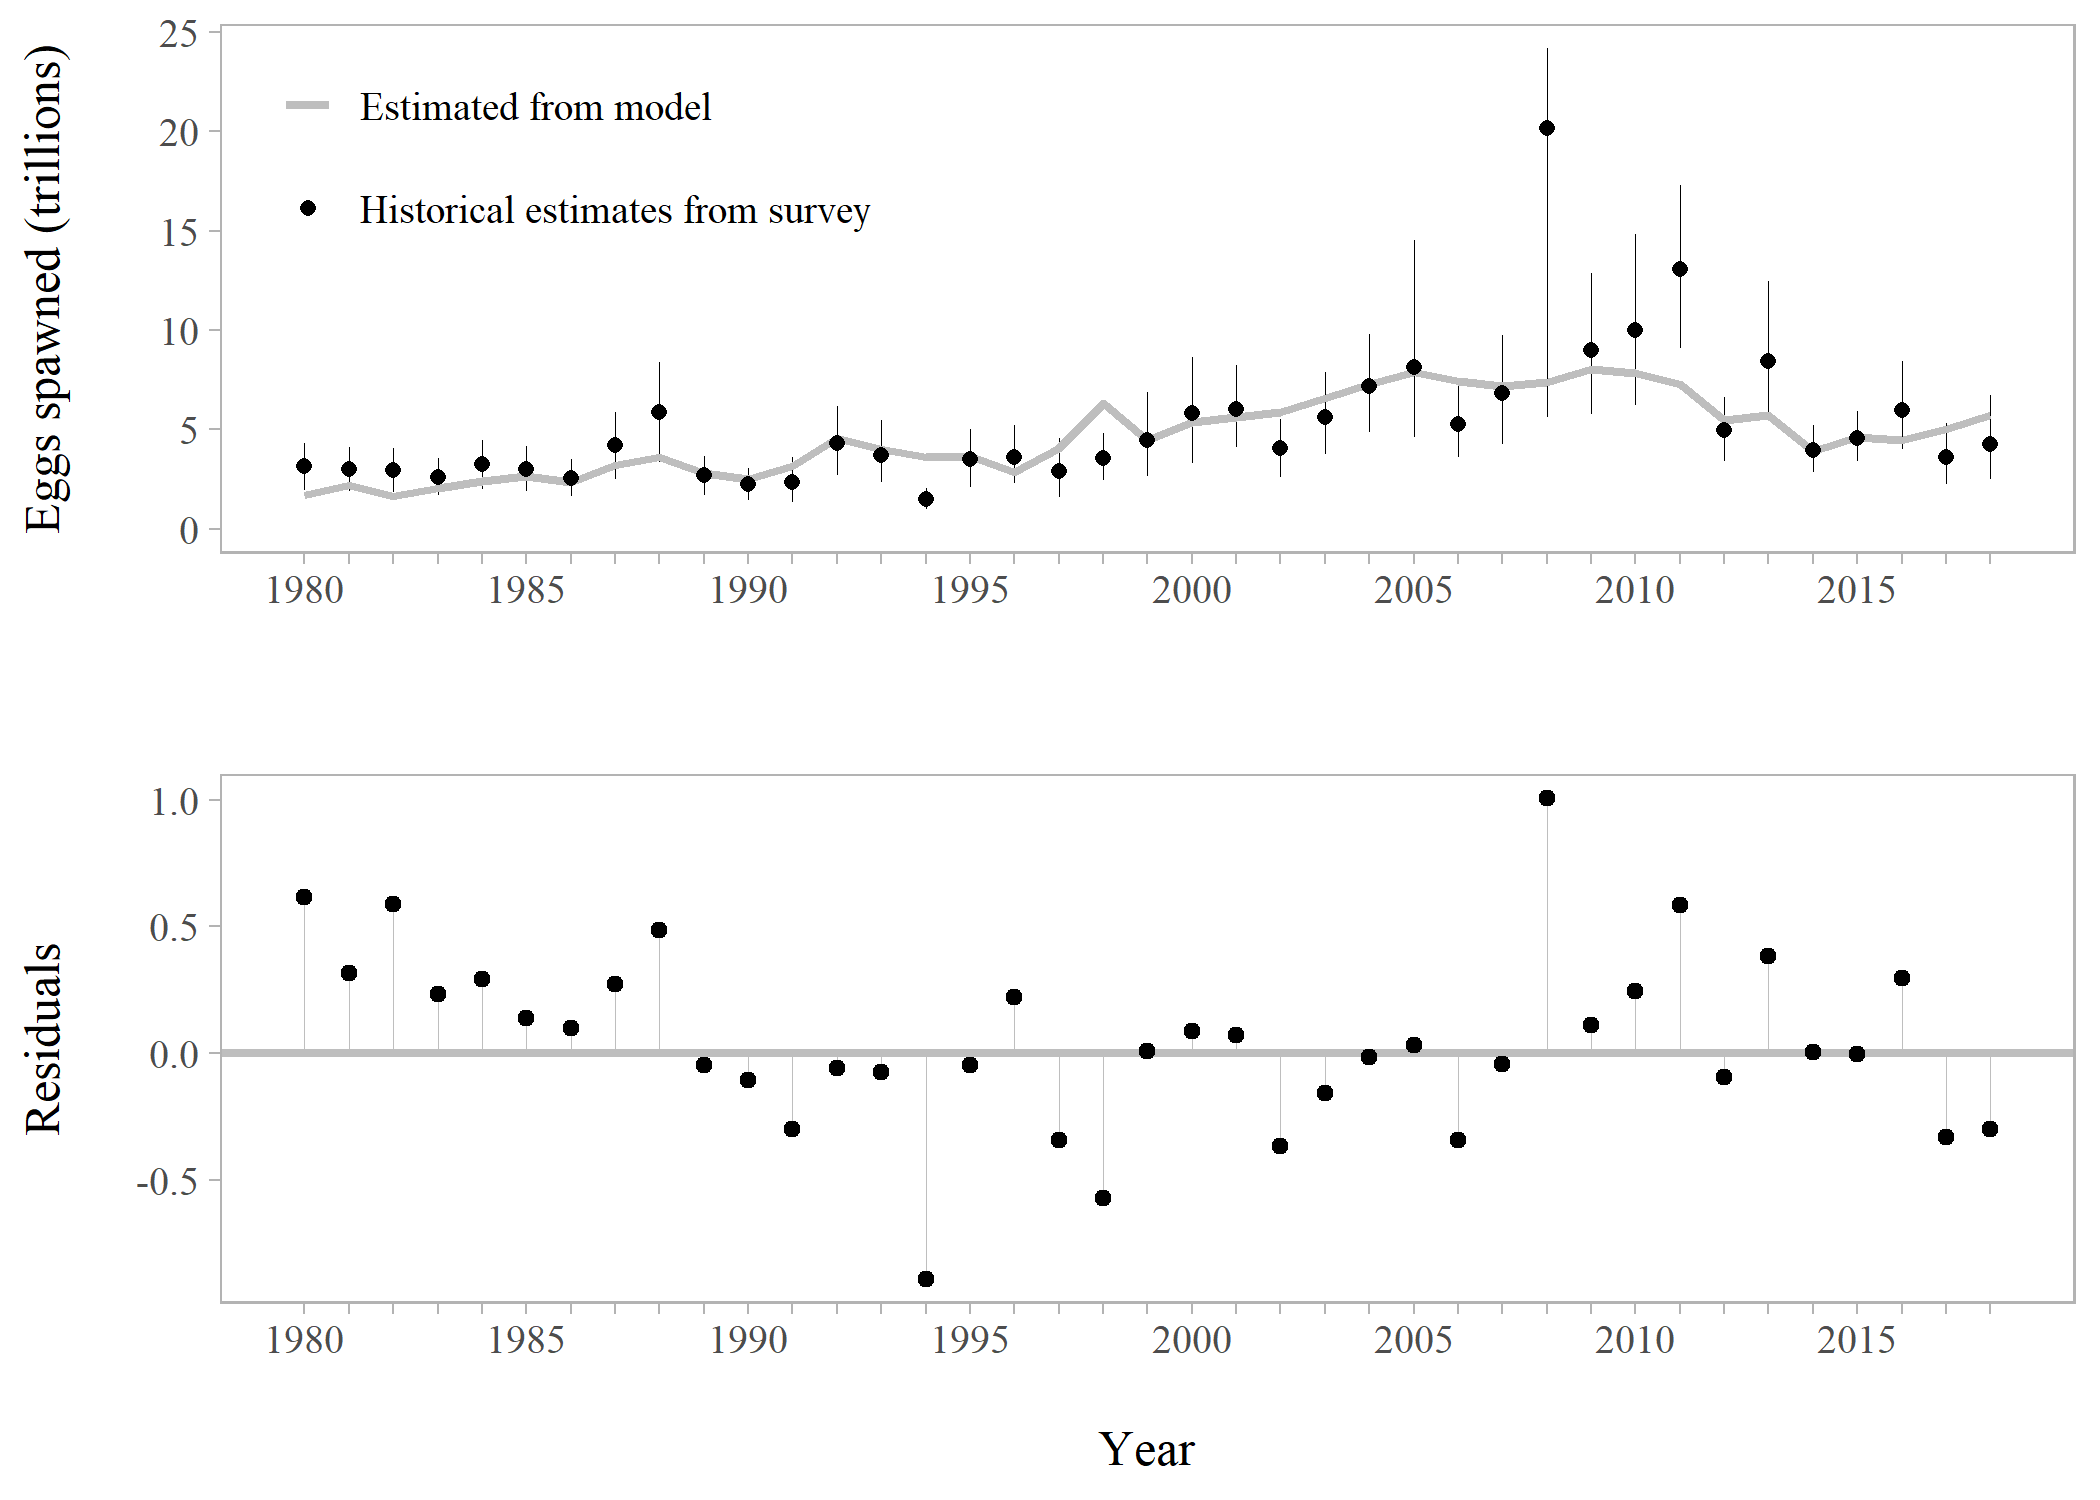 Eggs spawned (trillions)
25
20
15
10
5
0
Estimated from model
Historical estimates from survey
1980 1985 1990 1995 2000 2005 2010 2015
Residuals
1.0
0.5
0.0
-0.5
1980 1985 1990 1995 2000 2005 2010 2015
Year